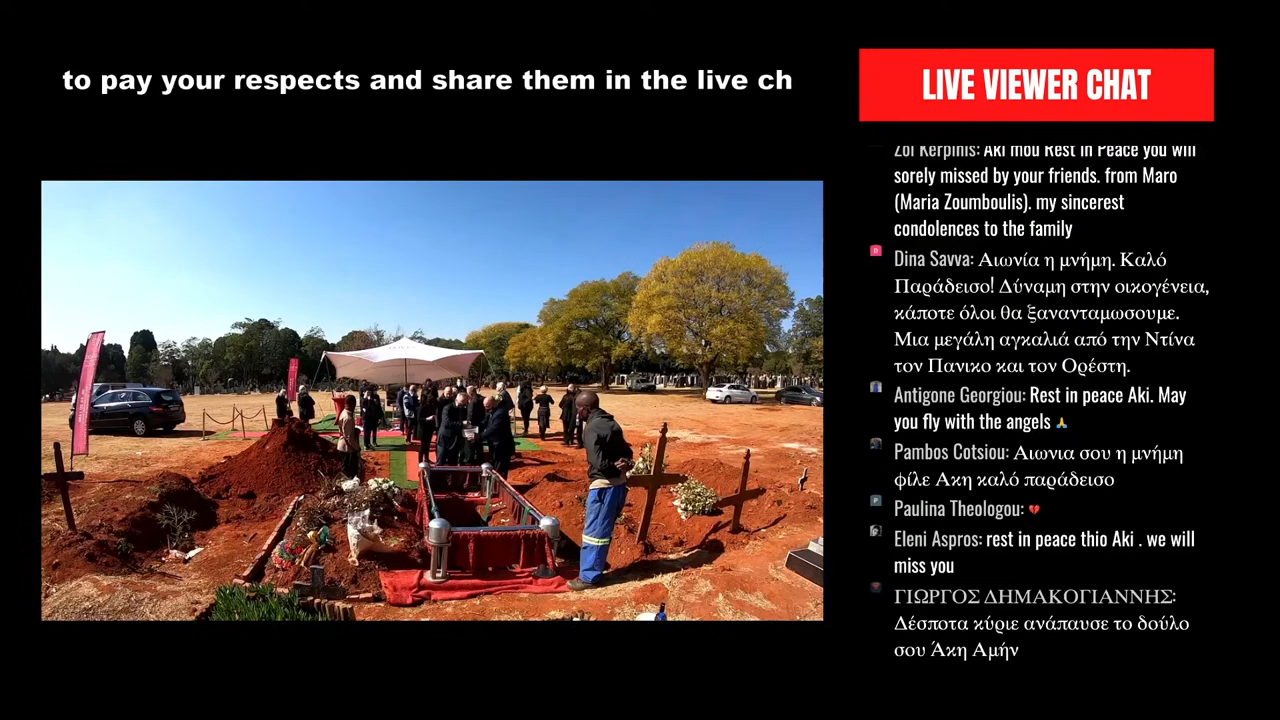 to pay your respects and share them in the live ch
LIVE VIEWER CHAT
Zoi Kerpinis: Aki mou Rest in Peace you will
sorely missed by your friends. from Maro
(Maria Zoumboulis). my sincerest
condolences to the family
D
Dina Savva: Αιωνία η μνήμη. Καλό
Παράδεισο! Δύναμη στην οικογένεια,
κάποτε όλοι θα ξανανταμωσουμε.
Μια μεγάλη αγκαλιά από την Ντίνα
τον Πανικο και τον Ορέστη.
Antigone Georgiou: Rest in peace Aki. May
you fly with the angels 🙏
Pambos Cotsiou: Αιωνια σου η μνήμη
φίλε Ακη καλό παράδεισο
P
Paulina Theologou: 💔
Eleni Aspros: rest in peace thio Aki . we will
miss you
ΓΙΩΡΓΟΣ ΔΗΜΑΚΟΓΙΑΝΝΗΣ:
Δέσποτα κύριε ανάπαυσε το δούλο
σου Άκη Αμήν